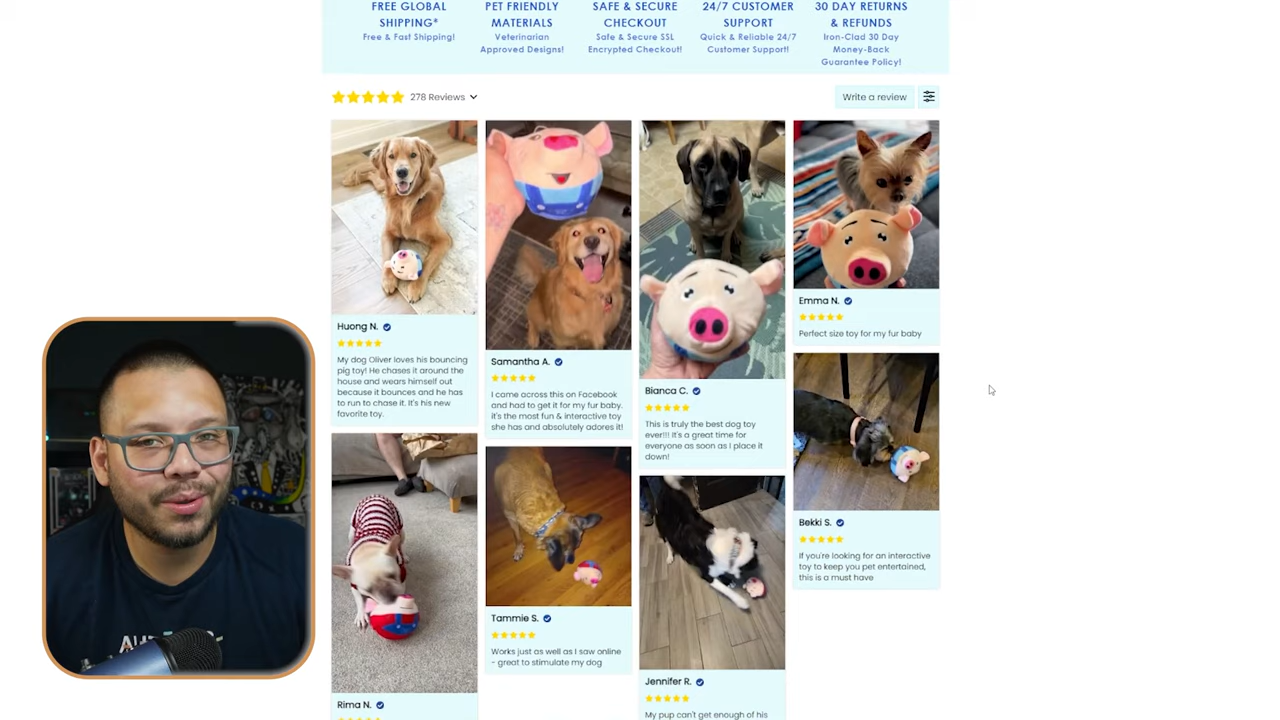 FREE GLOBAL
SHIPPING*
Free & Fast Shipping!
PET FRIENDLY
MATERIALS
Veterinarian
Approved Designs!
SAFE & SECURE
CHECKOUT
Safe & Secure SSL
Encrypted Checkout!
24/7 CUSTOMER
SUPPORT
Quick & Reliable 24/7
Customer Support!
30 DAY RETURNS
& REFUNDS
Iron-Clad 30 Day
Money-Back
Guarantee Policy!
278 Reviews
Write a review
Huong N.
My dog Oliver loves his bouncing
pig toy! He chases it around the
house and wears himself out
because it bounces and he has
to run to chase it. It's his new
favorite toy.
Rima N.
Samantha A.
I came across this on Facebook
and had to get it for my fur baby.
it's the most fun & interactive toy
she has and absolutely adores it!
Tammie S.
Works just as well as I saw online
- great to stimulate my dog
Bianca C.
This is truly the best dog toy
ever!!! It's a great time for
everyone as soon as I place it
down!
Jennifer R.
My pup can't get enough of his
Emma N.
Perfect size toy for my fur baby
Bekki S.
If you're looking for an interactive
toy to keep you pet entertained,
this is a must have